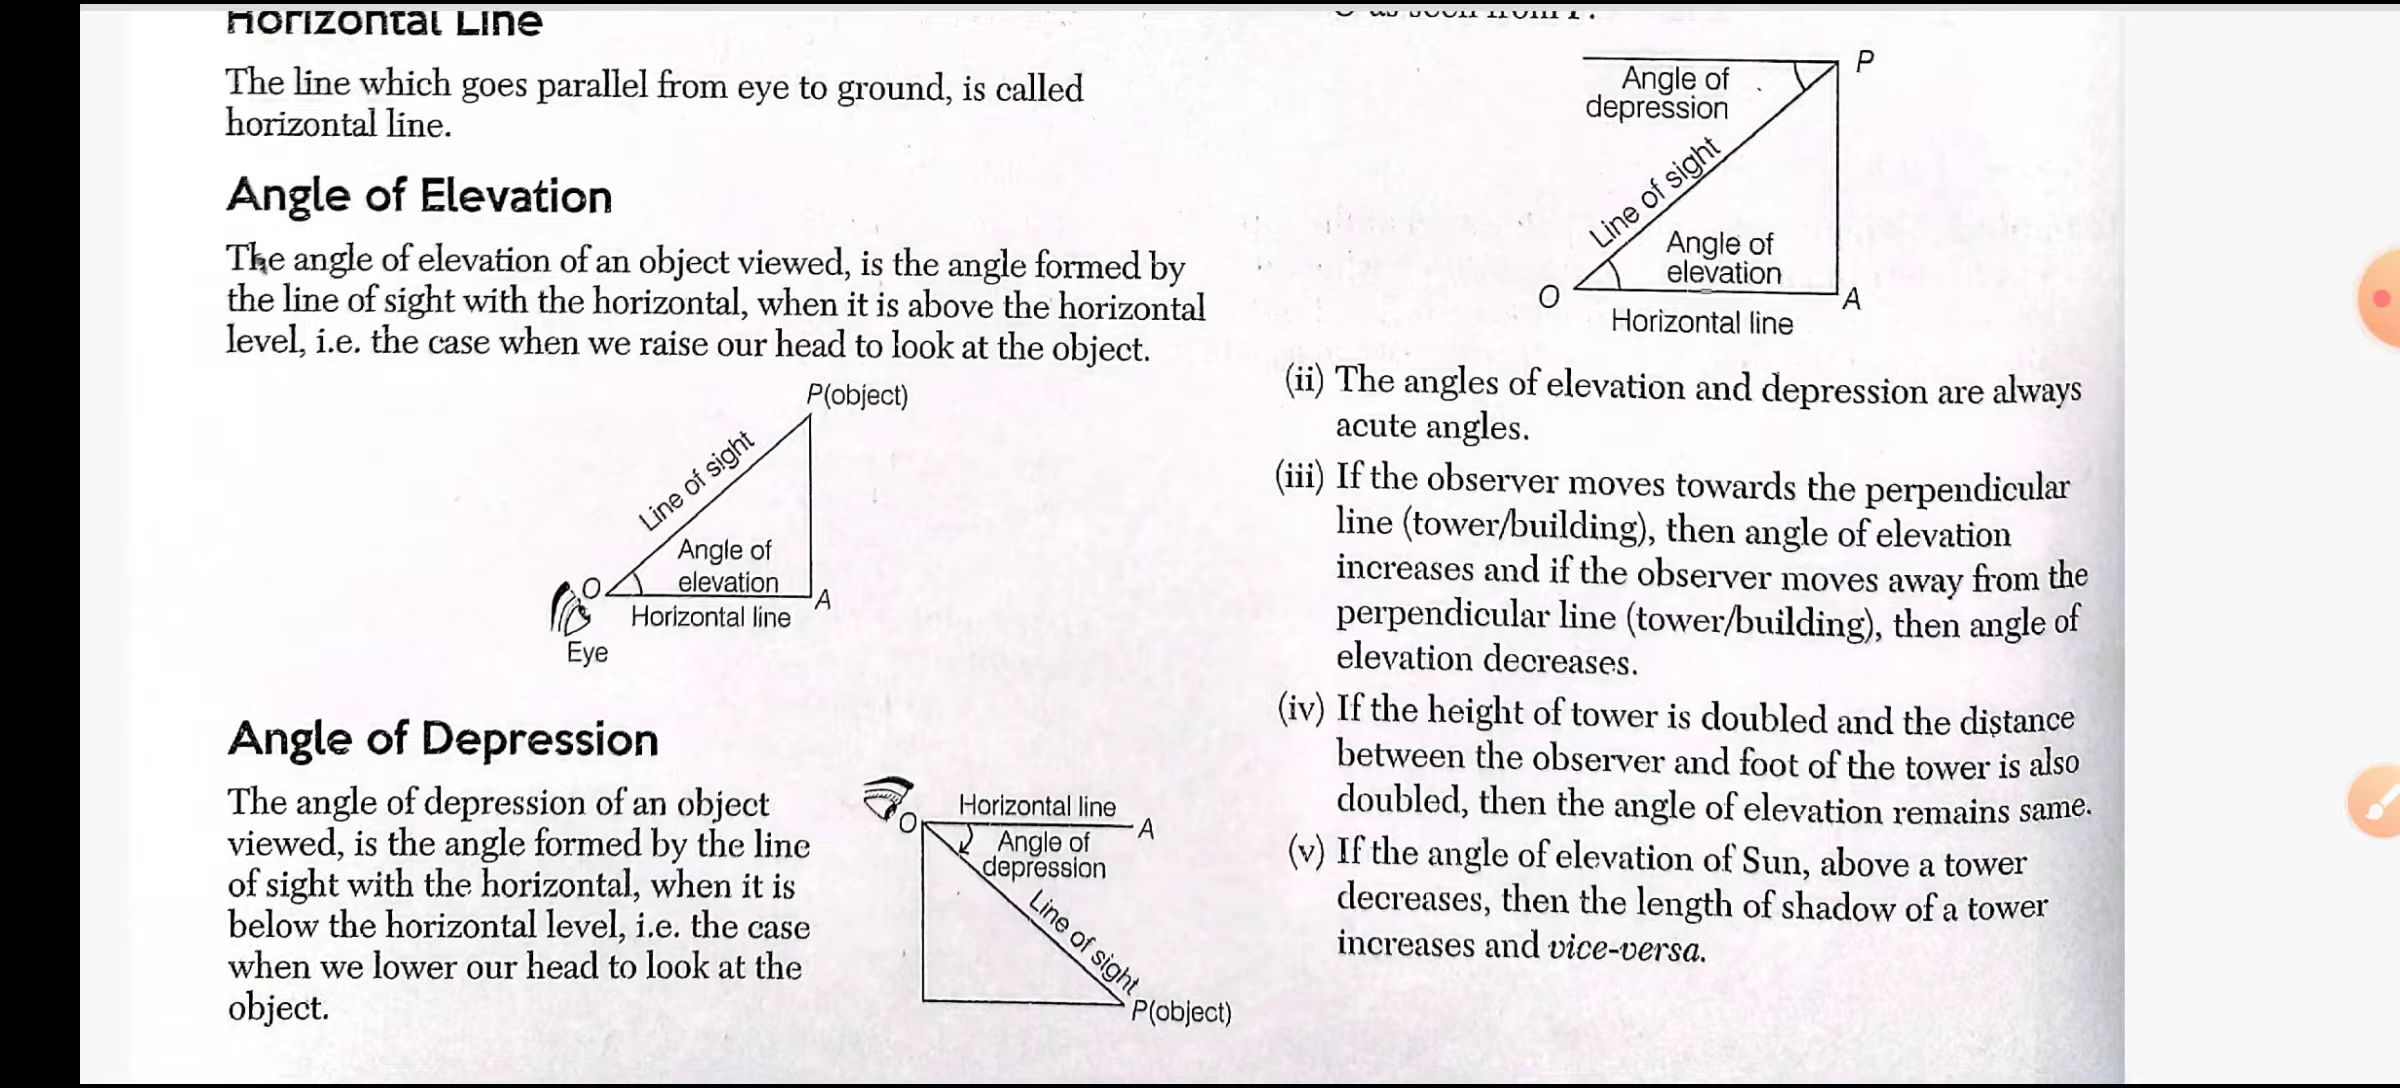 Horizontal Line
The line which goes parallel from eye to ground, is called
horizontal line.
Angle of Elevation
The angle of elevation of an object viewed, is the angle formed by
the line of sight with the horizontal, when it is above the horizontal
level, i.e. the case when we raise our head to look at the object.
P(object)
Line of sight
Angle of
elevation
O
A
Horizontal line
Eye
Angle of Depression
The angle of depression of an object
viewed, is the angle formed by the line
of sight with the horizontal, when it is
below the horizontal level, i.e. the case
when we lower our head to look at the
object.
Horizontal line
O
A
Angle of
depression
Line of sight
P(object)
as seen from P.
P
Angle of
depression
Line of sight
Angle of
elevation
O
A
Horizontal line
(ii) The angles of elevation and depression are always
acute angles.
(iii) If the observer moves towards the perpendicular
line (tower/building), then angle of elevation
increases and if the observer moves away from the
perpendicular line (tower/building), then angle of
elevation decreases.
(iv) If the height of tower is doubled and the distance
between the observer and foot of the tower is also
doubled, then the angle of elevation remains same.
(v) If the angle of elevation of Sun, above a tower
decreases, then the length of shadow of a tower
increases and vice-versa.